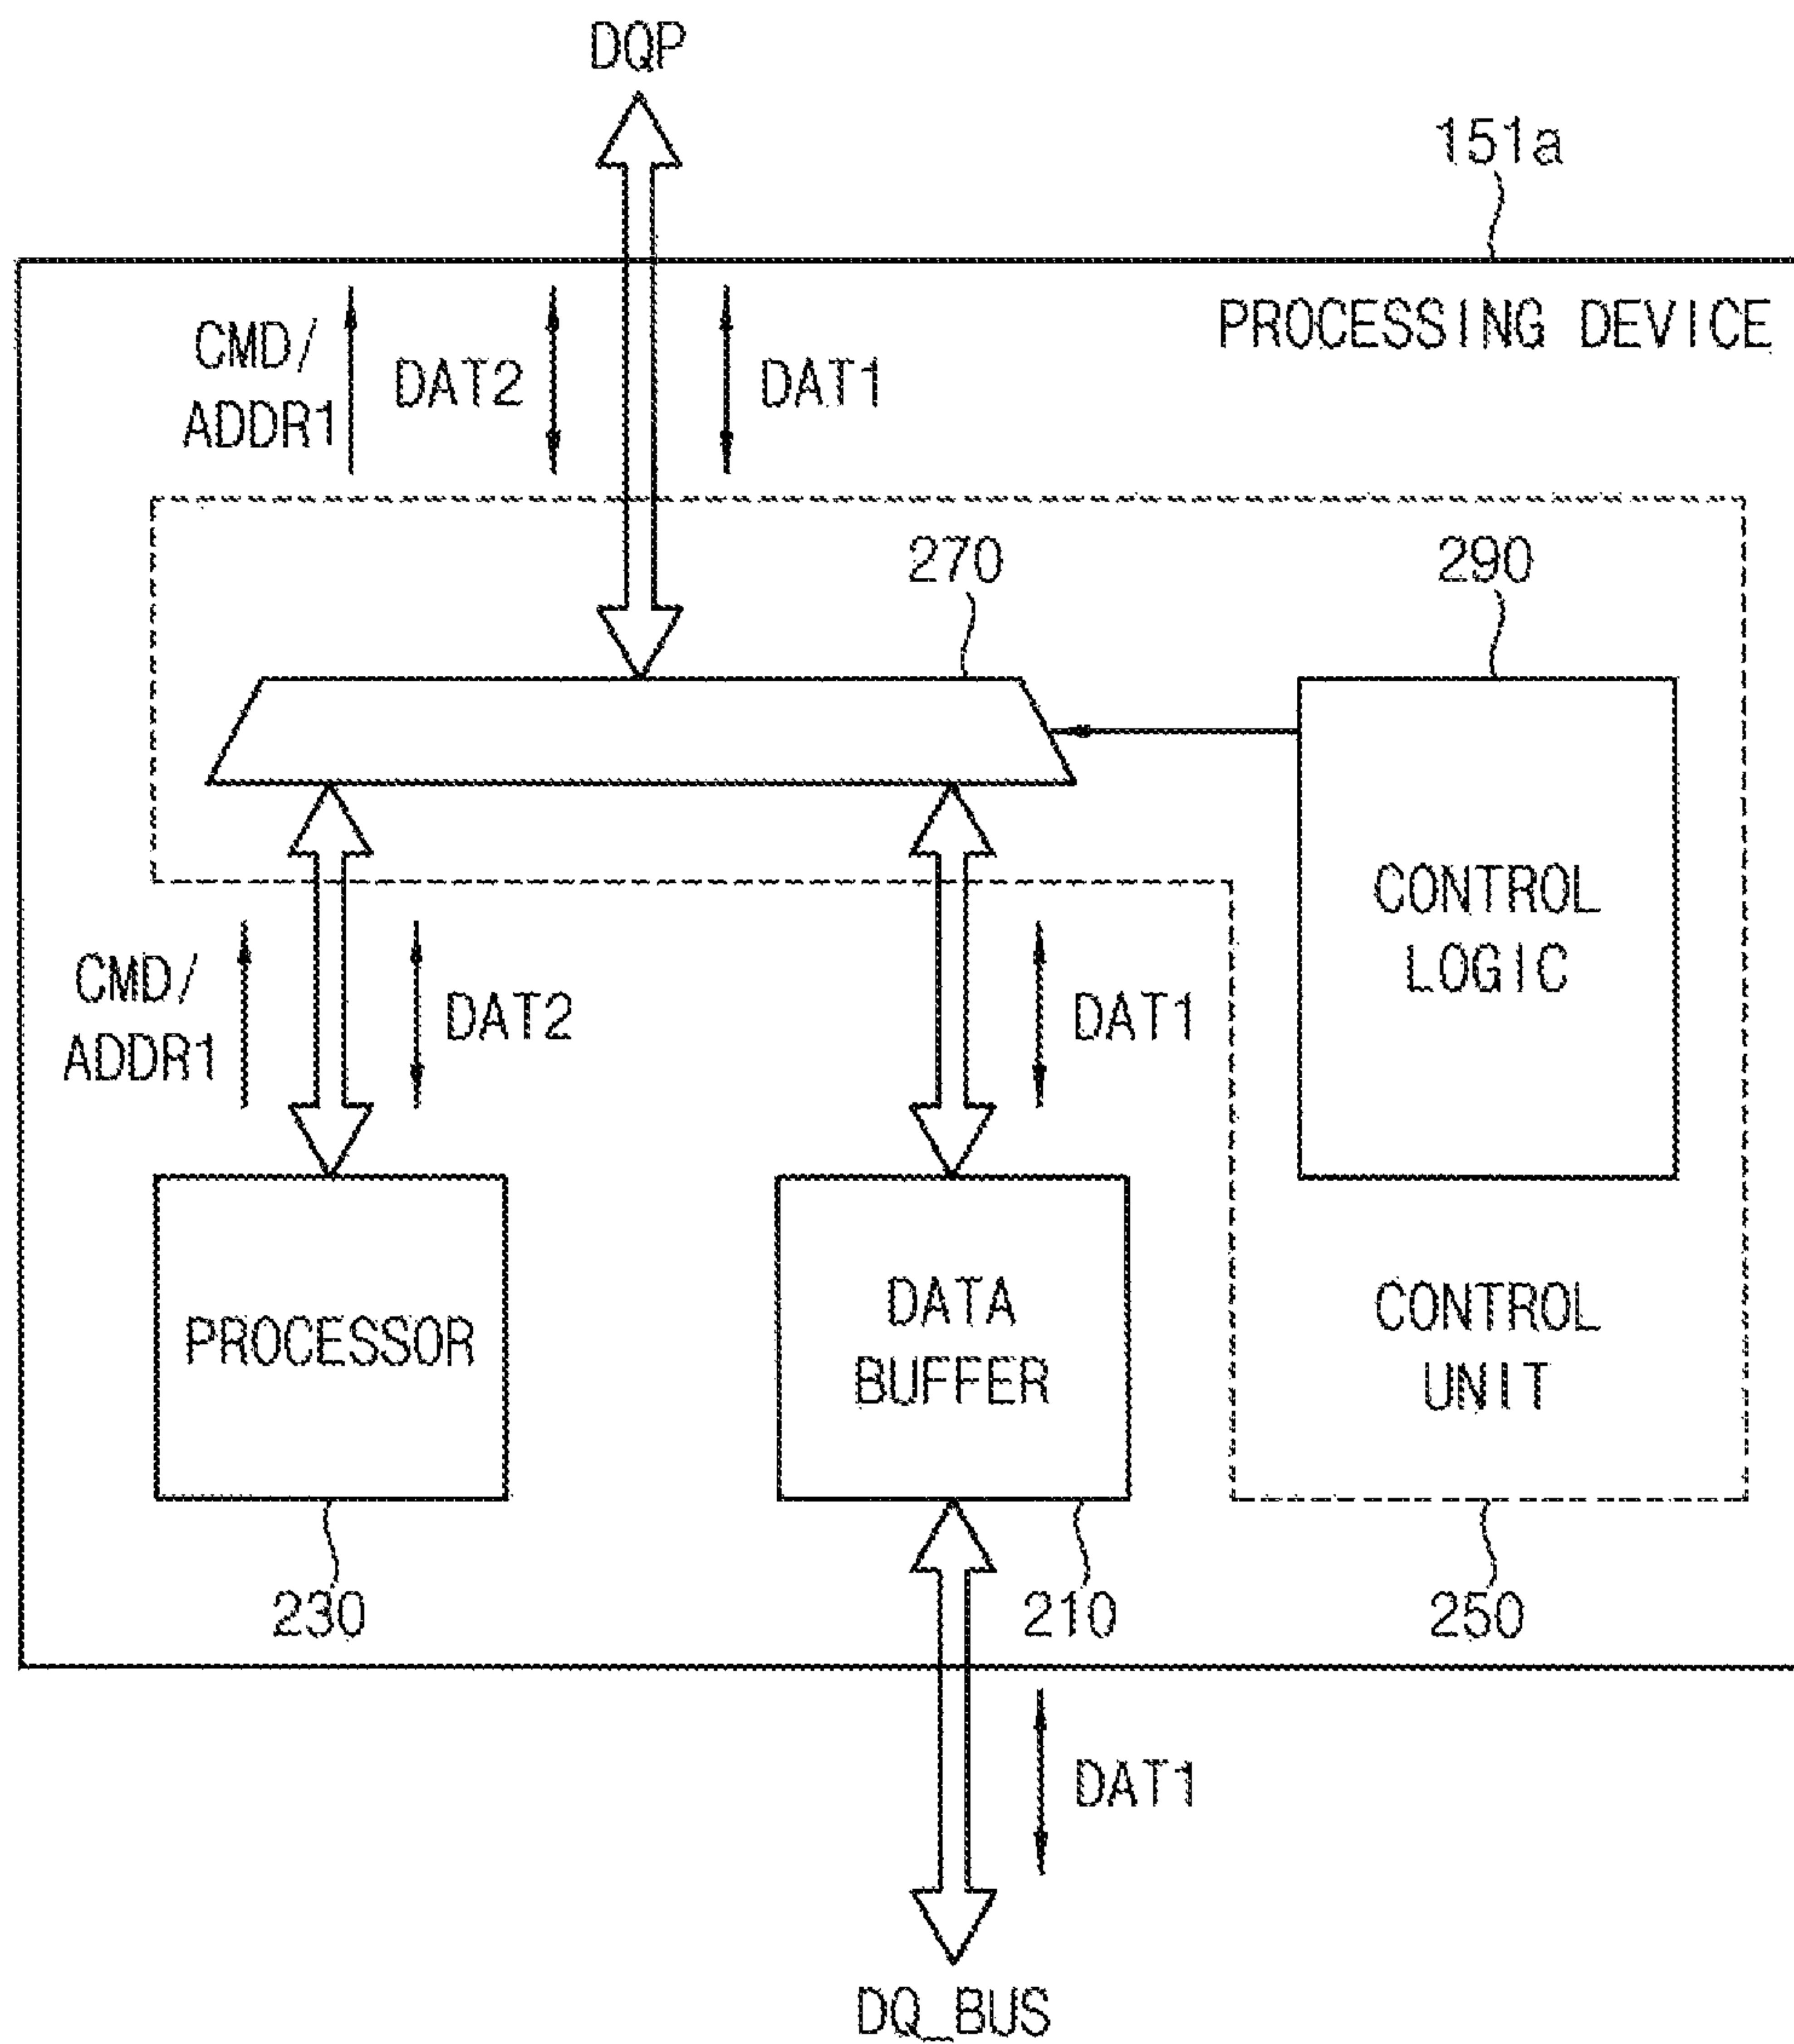 DQP
151a
PROCESSING DEVICE
CMD/
ADDR1
DAT2
DAT1
270
290
CONTROL
LOGIC
CMD/
ADDR1
DAT2
DAT1
PROCESSOR
DATA
BUFFER
CONTROL
UNIT
230
210
250
DAT1
DQ_BUS